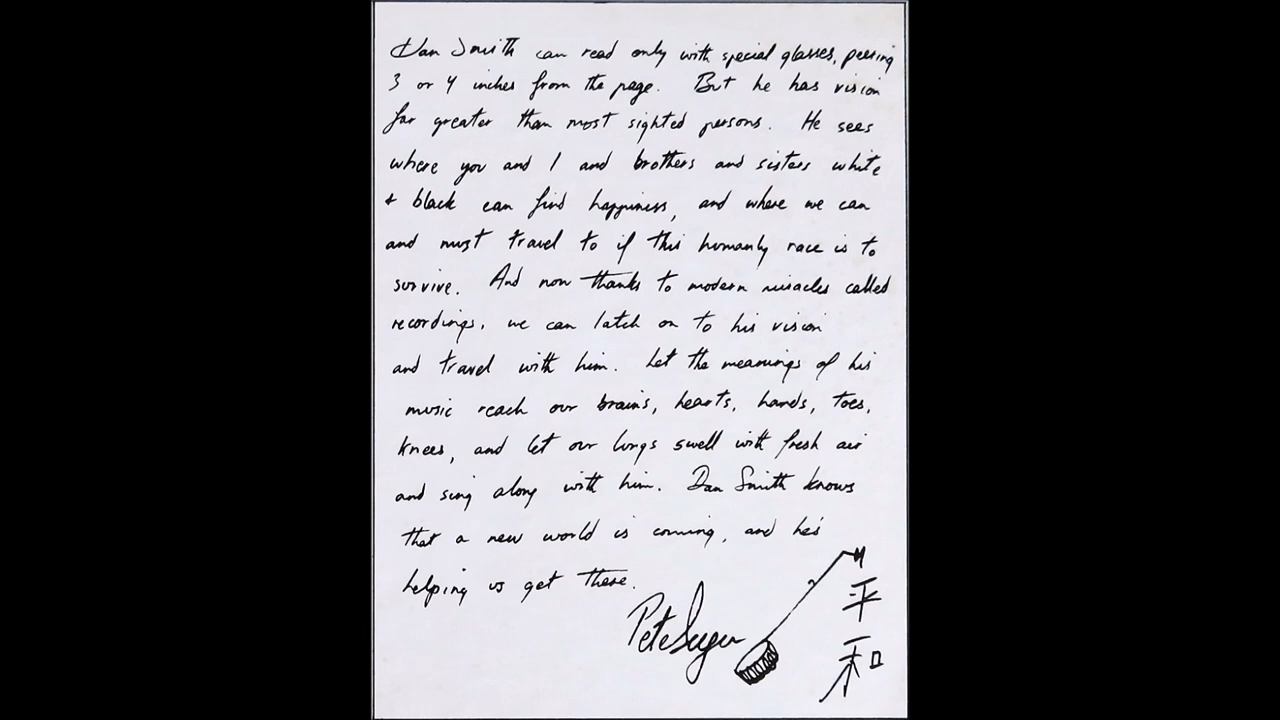 Dan Smith can read only with special glasses, peering
3 or 4 inches from the page. But he has vision
far greater than most sighted persons. He sees
where you and I and brothers and sisters white
+ black can find happiness, and where we can
and must travel to if this humanly race is to
survive. And now thanks to modern miracles called
recordings, we can latch on to his vision
and travel with him. Let the meanings of his
music reach our brains, hearts, hands, toes,
knees, and let our lungs swell with fresh air
and sing along with him. Dan Smith knows
that a new world is coming, and he's
helping us get there.
Pete Seeger
平
和